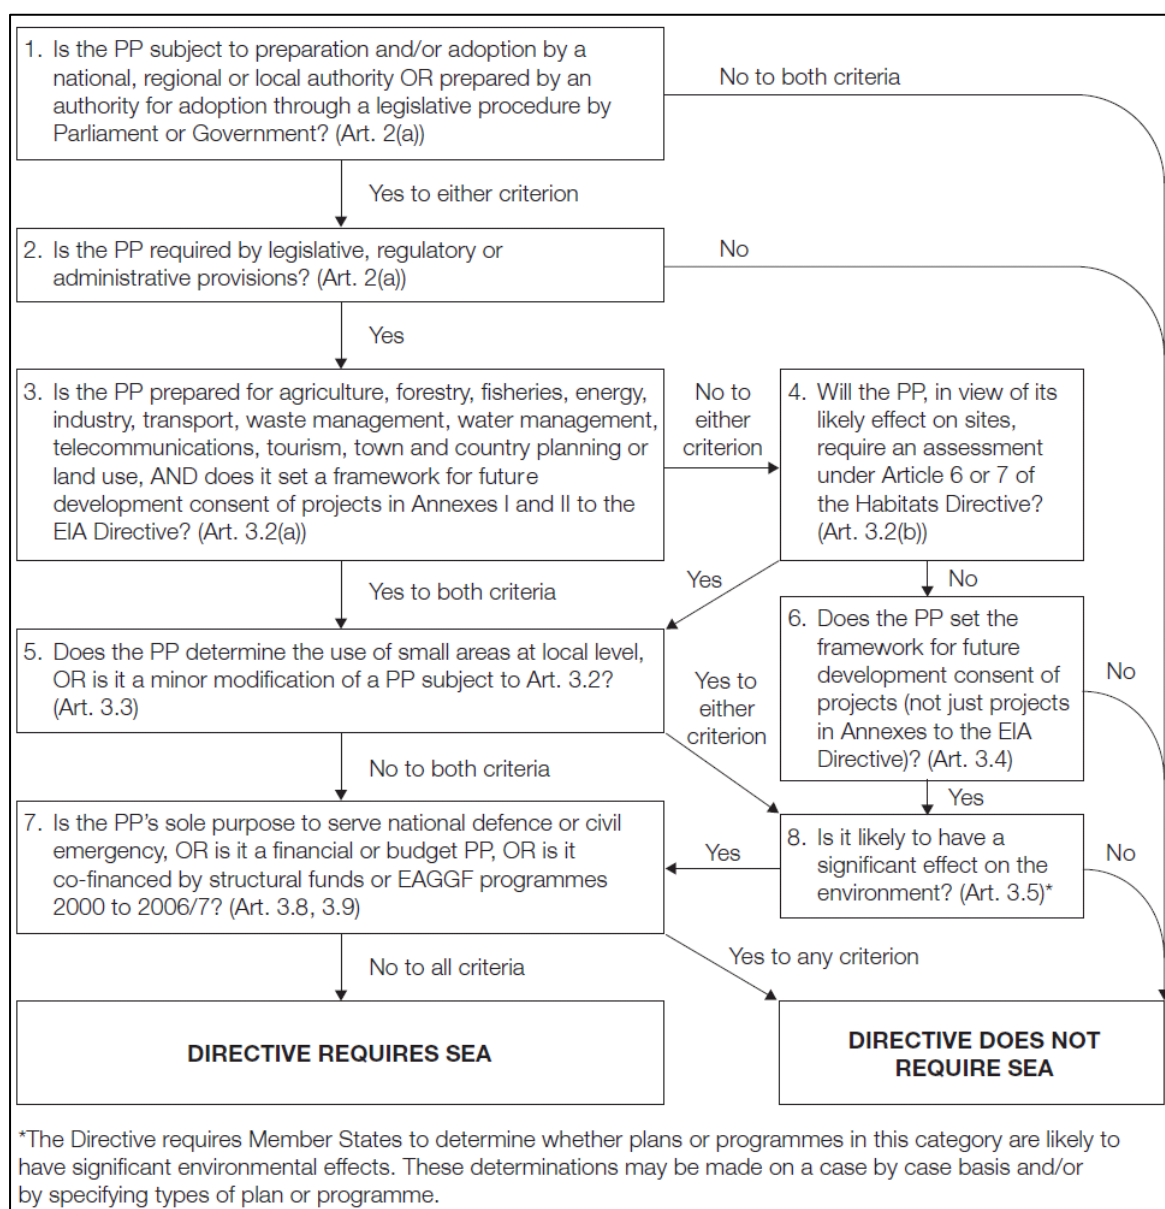 1. Is the PP subject to preparation and/or adoption by a
national, regional or local authority OR prepared by an
authority for adoption through a legislative procedure by
Parliament or Government? (Art. 2(a))
No to both criteria
Yes to either criterion
2. Is the PP required by legislative, regulatory or
administrative provisions? (Art. 2(a))
No
Yes
3. Is the PP prepared for agriculture, forestry, fisheries, energy,
industry, transport, waste management, water management,
telecommunications, tourism, town and country planning or
land use, AND does it set a framework for future
development consent of projects in Annexes I and II to the
EIA Directive? (Art. 3.2(a))
No to
either
criterion
4. Will the PP, in view of its
likely effect on sites,
require an assessment
under Article 6 or 7 of
the Habitats Directive?
(Art. 3.2(b))
Yes to both criteria
Yes
No
5. Does the PP determine the use of small areas at local level,
OR is it a minor modification of a PP subject to Art. 3.2?
(Art. 3.3)
Yes to
either
criterion
6. Does the PP set the
framework for future
development consent of
projects (not just projects
in Annexes to the EIA
Directive)? (Art. 3.4)
No
No to both criteria
Yes
7. Is the PP’s sole purpose to serve national defence or civil
emergency, OR is it a financial or budget PP, OR is it
co-financed by structural funds or EAGGF programmes
2000 to 2006/7? (Art. 3.8, 3.9)
Yes
8. Is it likely to have a
significant effect on the
environment? (Art. 3.5)*
No
No to all criteria
Yes to any criterion
DIRECTIVE REQUIRES SEA
DIRECTIVE DOES NOT
REQUIRE SEA
*The Directive requires Member States to determine whether plans or programmes in this category are likely to
have significant environmental effects. These determinations may be made on a case by case basis and/or
by specifying types of plan or programme.